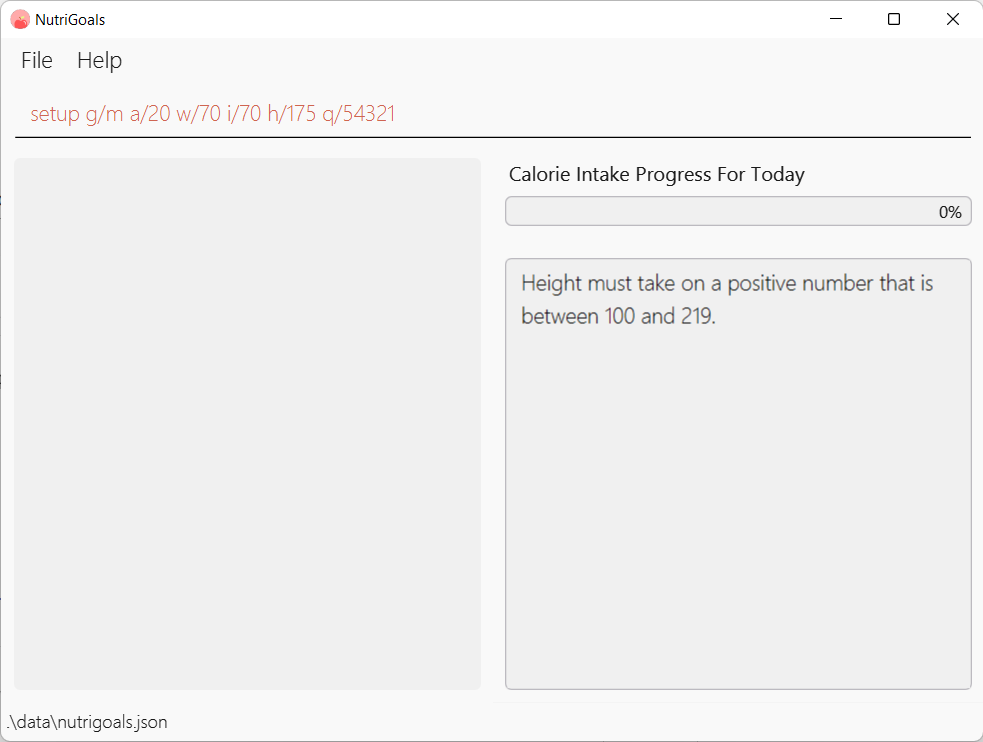 NutriGoals
File Help
setup g/m a/20 w/70 i/70 h/175 q/54321
Calorie Intake Progress For Today
0%
Height must take on a positive number that is
between 100 and 219.
.\data\nutrigoals.json